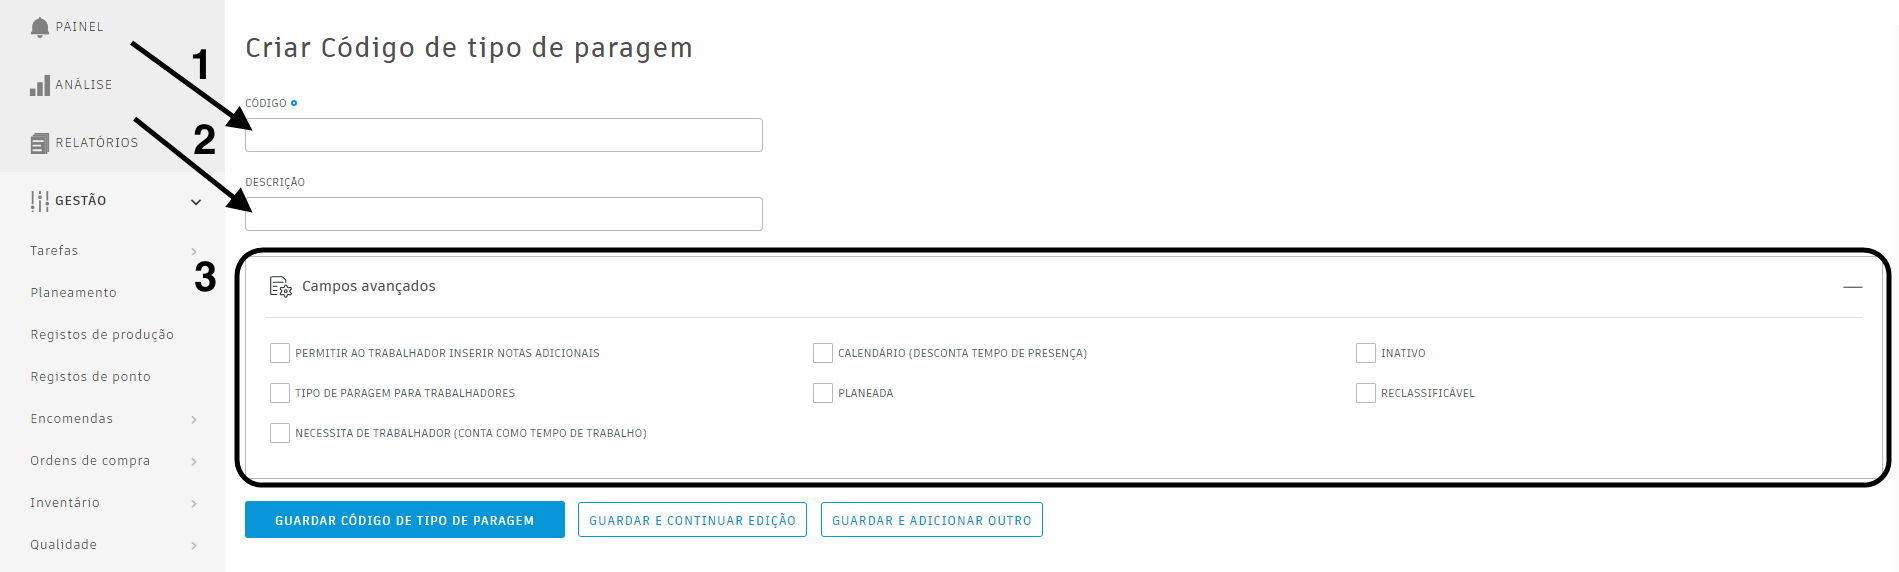 PAINEL
ANÁLISE
RELATÓRIOS
GESTÃO
Tarefas
Planeamento
Registos de produção
Registos de ponto
Encomendas
Ordens de compra
Inventário
Qualidade
1
2
3
Criar Código de tipo de paragem
CÓDIGO
DESCRIÇÃO
Campos avançados
PERMITIR AO TRABALHADOR INSERIR NOTAS ADICIONAIS
CALENDÁRIO (DESCONTA TEMPO DE PRESENÇA)
INATIVO
TIPO DE PARAGEM PARA TRABALHADORES
PLANEADA
RECLASSIFICÁVEL
NECESSITA DE TRABALHADOR (CONTA COMO TEMPO DE TRABALHO)
GUARDAR CÓDIGO DE TIPO DE PARAGEM
GUARDAR E CONTINUAR EDIÇÃO
GUARDAR E ADICIONAR OUTRO